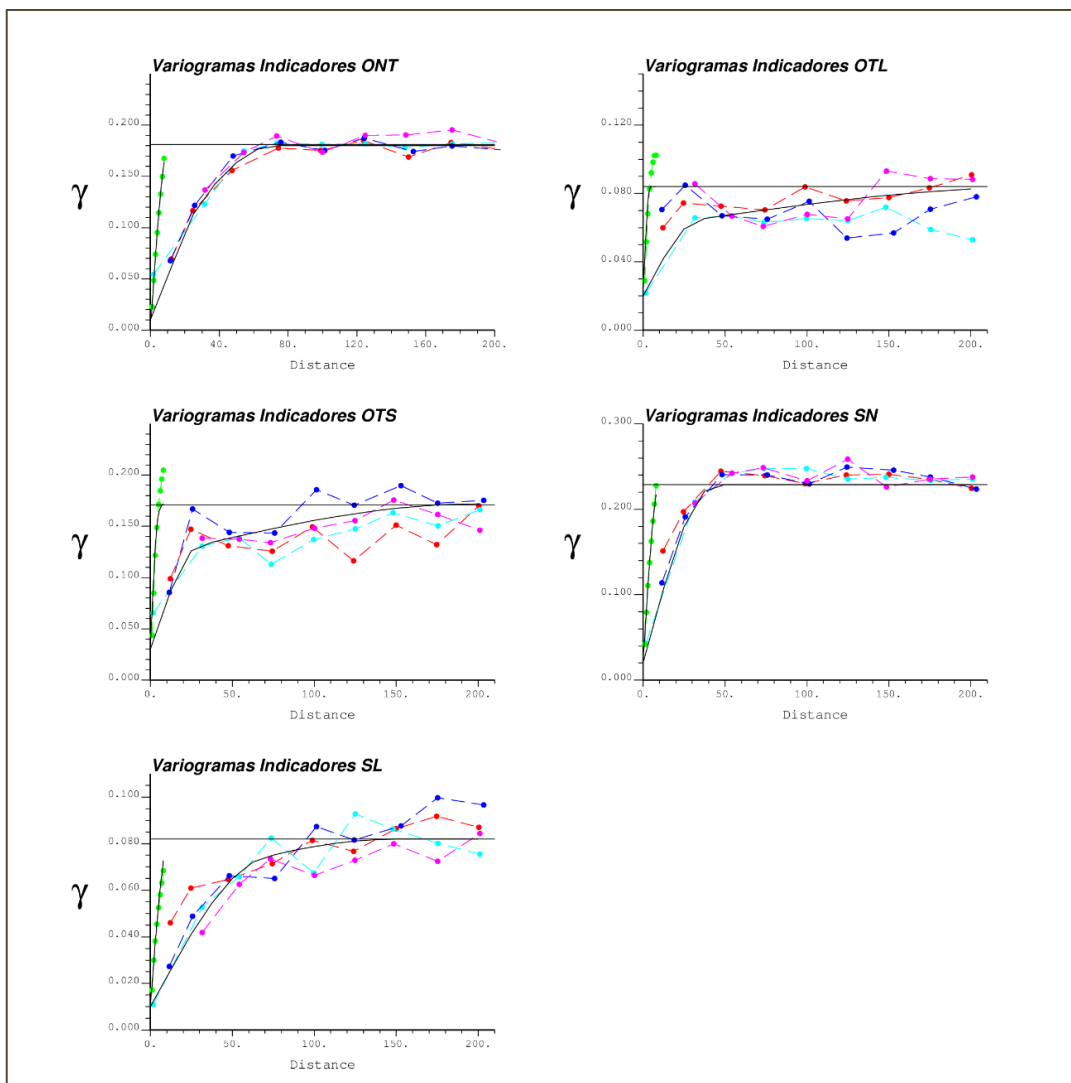 Variogramas Indicadores ONT
γ
0.200
0.150
0.100
0.050
0.000
0. 40. 80. 120. 160. 200.
Distance
Variogramas Indicadores OTL
γ
0.120
0.080
0.040
0.000
0. 50. 100. 150. 200.
Distance
Variogramas Indicadores OTS
γ
0.200
0.150
0.100
0.050
0.000
0. 50. 100. 150. 200.
Distance
Variogramas Indicadores SN
γ
0.300
0.200
0.100
0.000
0. 50. 100. 150. 200.
Distance
Variogramas Indicadores SL
γ
0.100
0.080
0.060
0.040
0.020
0.000
0. 50. 100. 150. 200.
Distance